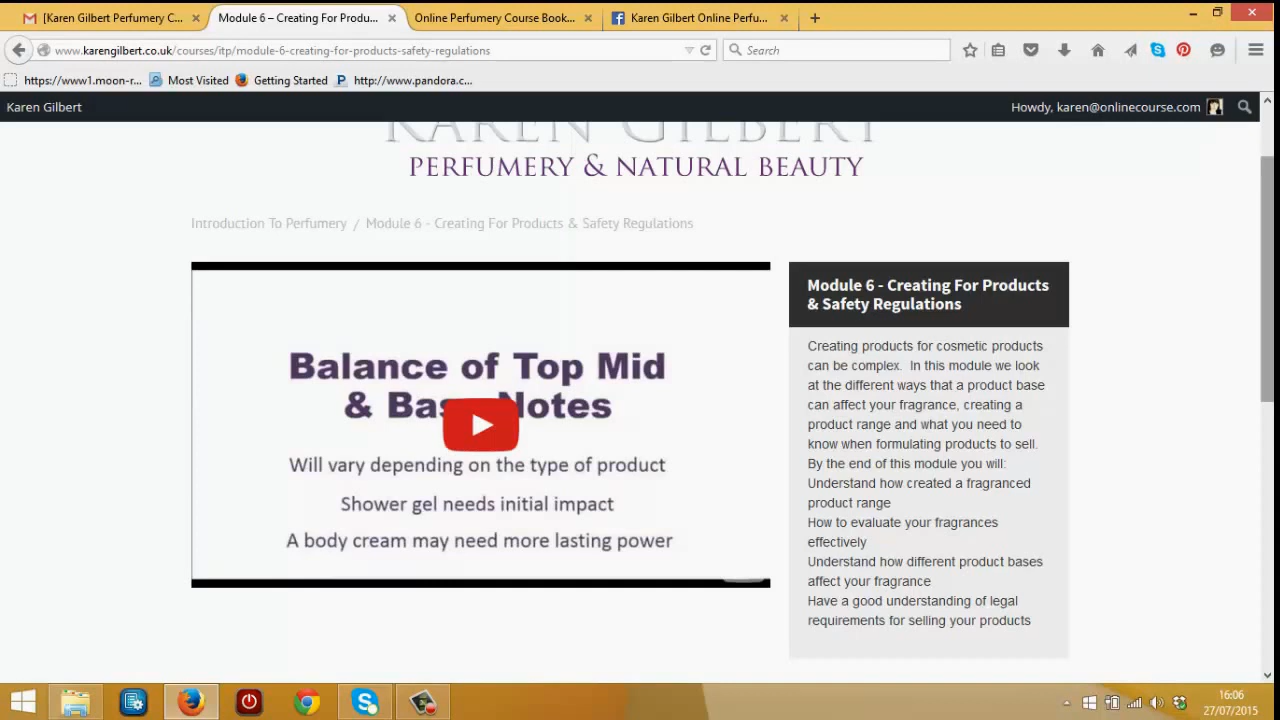 [Karen Gilbert Perfumery C...
Module 6 – Creating For Produ...
Online Perfumery Course Book...
Karen Gilbert Online Perfu...
www.karengilbert.co.uk/courses/itp/module-6-creating-for-products-safety-regulations
Search
https://www1.moon-r...
Most Visited
Getting Started
http://www.pandora.c...
Karen Gilbert
Howdy, karen@onlinecourse.com
KAREN GILBERT
PERFUMERY & NATURAL BEAUTY
Introduction To Perfumery / Module 6 - Creating For Products & Safety Regulations
Balance of Top Mid
& Base Notes
Will vary depending on the type of product
Shower gel needs initial impact
A body cream may need more lasting power
Module 6 - Creating For Products
& Safety Regulations
Creating products for cosmetic products
can be complex. In this module we look
at the different ways that a product base
can affect your fragrance, creating a
product range and what you need to
know when formulating products to sell.
By the end of this module you will:
Understand how created a fragranced
product range
How to evaluate your fragrances
effectively
Understand how different product bases
affect your fragrance
Have a good understanding of legal
requirements for selling your products
16:06
27/07/2015